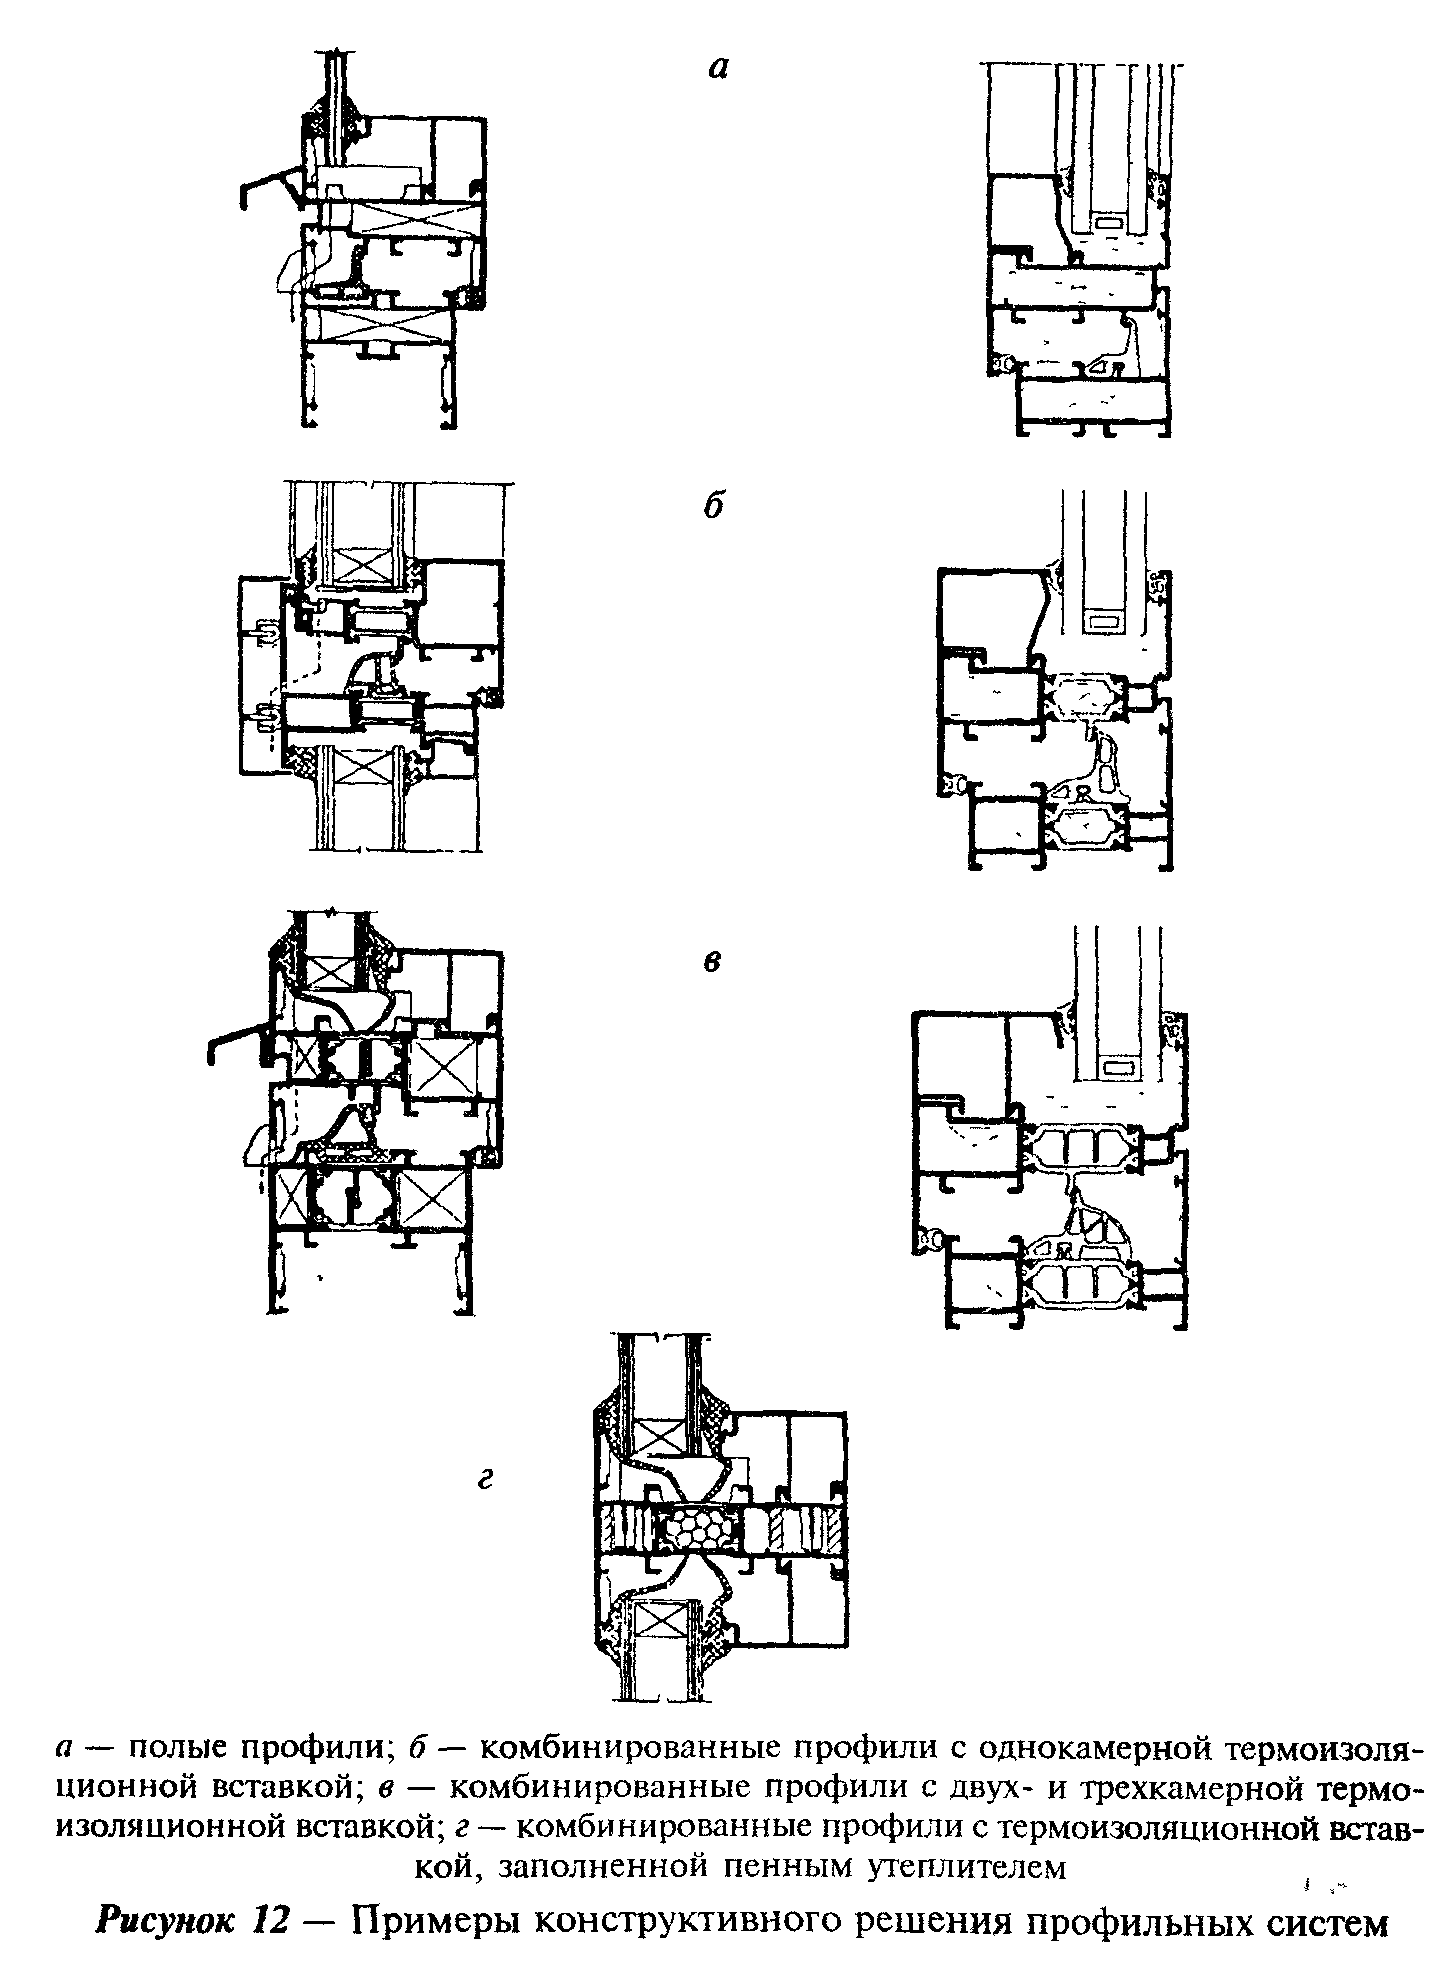 а
б
в
г
а — полые профили; б — комбинированные профили с однокамерной термоизоля-
ционной вставкой; в — комбинированные профили с двух- и трехкамерной термо-
изоляционной вставкой; г — комбинированные профили с термоизоляционной встав-
кой, заполненной пенным утеплителем
Рисунок 12 — Примеры конструктивного решения профильных систем